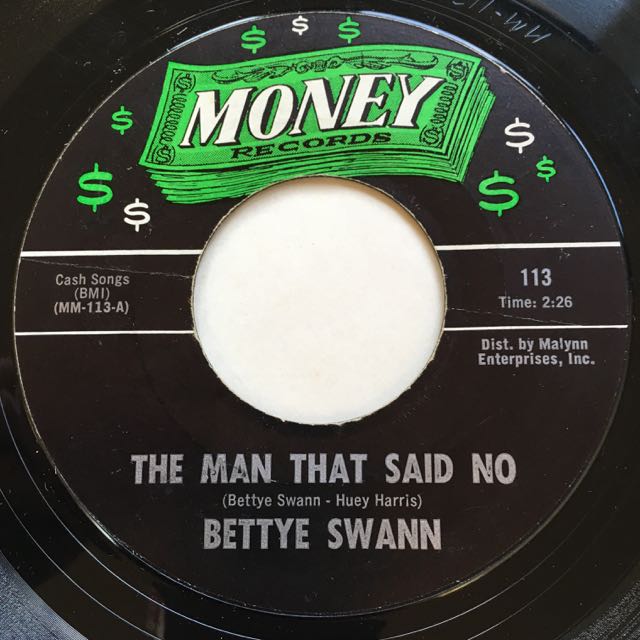 MONEY
RECORDS
Cash Songs
(BMI)
(MM-113-A)
113
Time: 2:26
Dist. by Malynn
Enterprises, Inc.
THE MAN THAT SAID NO
(Bettye Swann - Huey Harris)
BETTYE SWANN